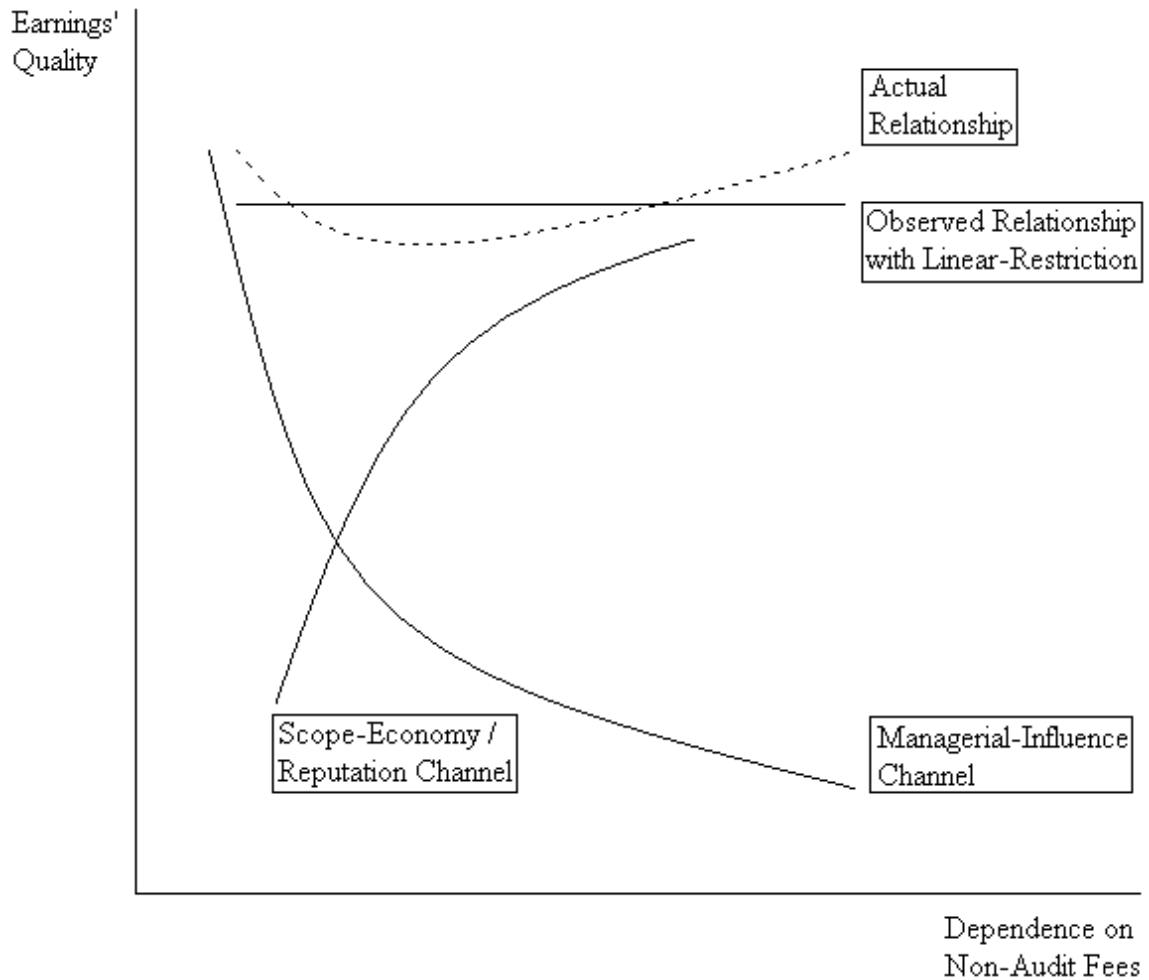 Earnings'
Quality
Actual
Relationship
Observed Relationship
with Linear-Restriction
Scope-Economy /
Reputation Channel
Managerial-Influence
Channel
Dependence on
Non-Audit Fees